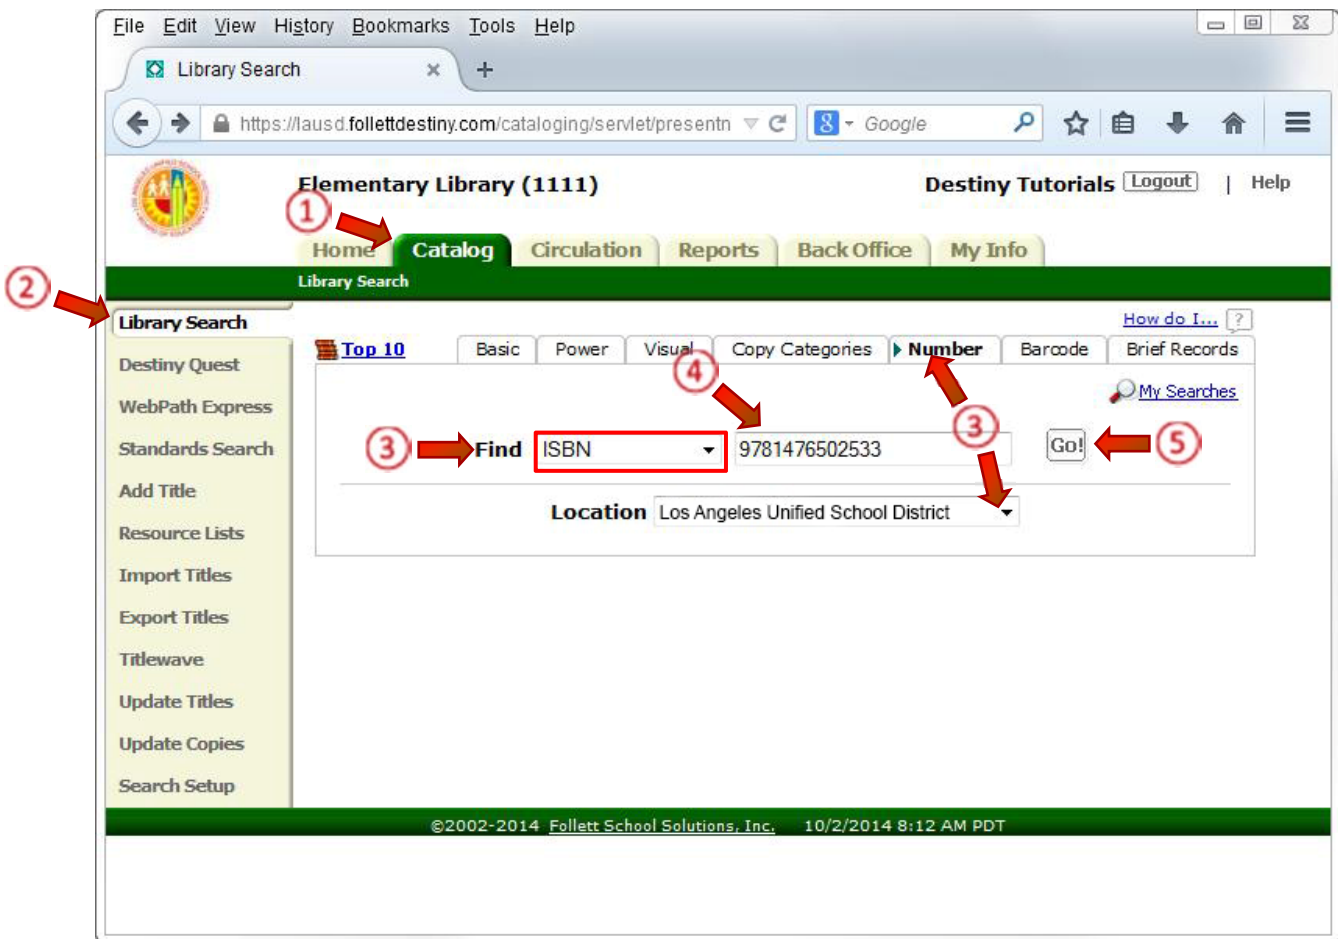 File Edit View History Bookmarks Tools Help
Library Search
https://lausd.follettdestiny.com/cataloging/servlet/presentn
8 Google
Elementary Library (1111)
Destiny Tutorials Logout | Help
1
Home Catalog Circulation Reports Back Office My Info
2
Library Search
Library Search
How do I... ?
Top 10 Basic Power Visual Copy Categories Number Barcode Brief Records
Destiny Quest
4
My Searches
WebPath Express
3
3 Find ISBN 9781476502533 Go! 5
Standards Search
Add Title
Location Los Angeles Unified School District
Resource Lists
Import Titles
Export Titles
Titlewave
Update Titles
Update Copies
Search Setup
©2002-2014 Follett School Solutions, Inc. 10/2/2014 8:12 AM PDT